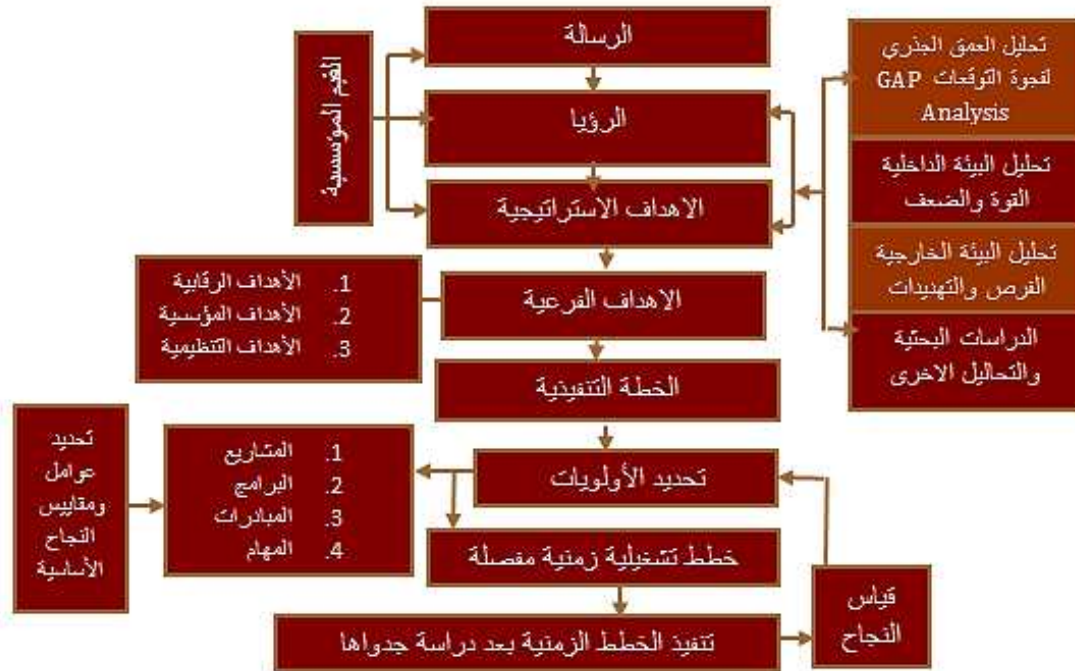 الرسالة
الرؤيا
الاهداف الاستراتيجية
القيم المؤسسية
تحليل العمق الجذري
لفجوة التوقعات GAP
Analysis
تحليل البيئة الداخلية
القوة والضعف
تحليل البيئة الخارجية
الفرص والتهديدات
الدراسات البحثية
والتحاليل الاخرى
الاهداف الفرعية
1. الأهداف الرقابية
2. الأهداف المؤسسية
3. الأهداف التنظيمية
الخطة التنفيذية
تحديد الأولويات
1. المشاريع
2. البرامج
3. المبادرات
4. المهام
تحديد
عوامل
ومقاييس
النجاح
الأساسية
خطط تشغيلية زمنية مفصلة
تنفيذ الخطط الزمنية بعد دراسة جدواها
قياس
النجاح